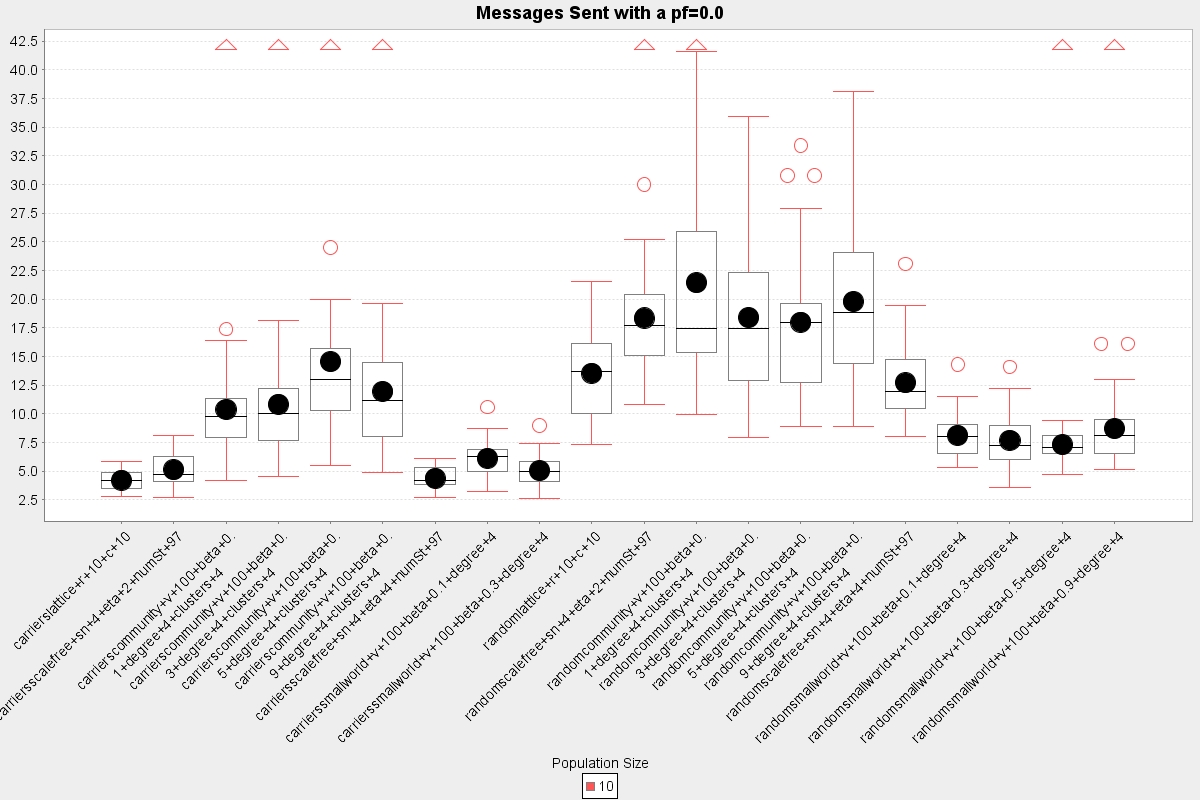 Messages Sent with a pf=0.0
42.5
40.0
37.5
35.0
32.5
30.0
27.5
25.0
22.5
20.0
17.5
15.0
12.5
10.0
7.5
5.0
2.5
carrierslattice+r+10+c+10
carriersscalefree+sn+4+eta+2+numSt+97
carrierscommunity+v+100+beta+0.
1+degree+4+clusters+4
carrierscommunity+v+100+beta+0.
3+degree+4+clusters+4
carrierscommunity+v+100+beta+0.
5+degree+4+clusters+4
carrierscommunity+v+100+beta+0.
9+degree+4+clusters+4
carriersscalefree+sn+4+eta+4+numSt+97
carrierssmallworld+v+100+beta+0.1+degree+4
carrierssmallworld+v+100+beta+0.3+degree+4
randomlattice+r+10+c+10
randomscalefree+sn+4+eta+2+numSt+97
randomcommunity+v+100+beta+0.
1+degree+4+clusters+4
randomcommunity+v+100+beta+0.
3+degree+4+clusters+4
randomcommunity+v+100+beta+0.
5+degree+4+clusters+4
randomcommunity+v+100+beta+0.
9+degree+4+clusters+4
randomscalefree+sn+4+eta+4+numSt+97
randomsmallworld+v+100+beta+0.1+degree+4
randomsmallworld+v+100+beta+0.3+degree+4
randomsmallworld+v+100+beta+0.5+degree+4
randomsmallworld+v+100+beta+0.9+degree+4
Population Size
10